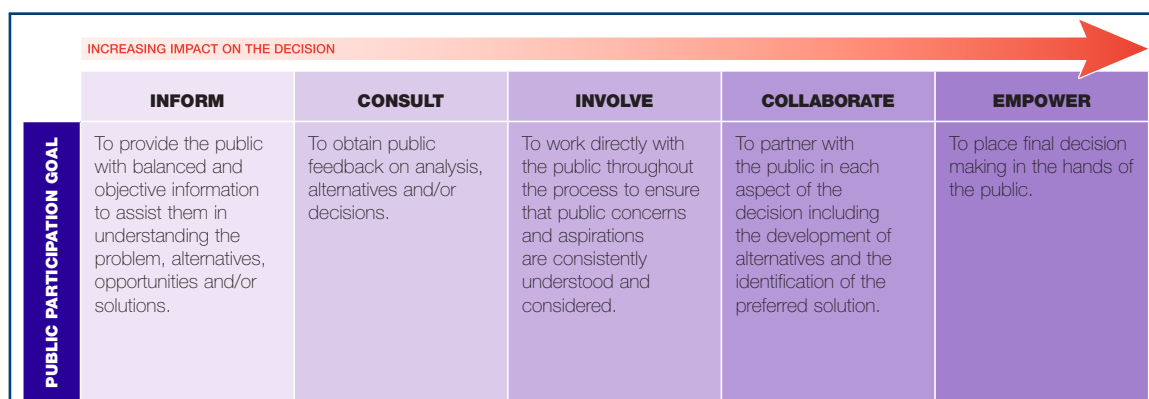 INCREASING IMPACT ON THE DECISION
INFORM
CONSULT
INVOLVE
COLLABORATE
EMPOWER
PUBLIC PARTICIPATION GOAL
To provide the public
with balanced and
objective information
to assist them in
understanding the
problem, alternatives,
opportunities and/or
solutions.
To obtain public
feedback on analysis,
alternatives and/or
decisions.
To work directly with
the public throughout
the process to ensure
that public concerns
and aspirations
are consistently
understood and
considered.
To partner with
the public in each
aspect of the
decision including
the development of
alternatives and the
identification of the
preferred solution.
To place final decision
making in the hands of
the public.